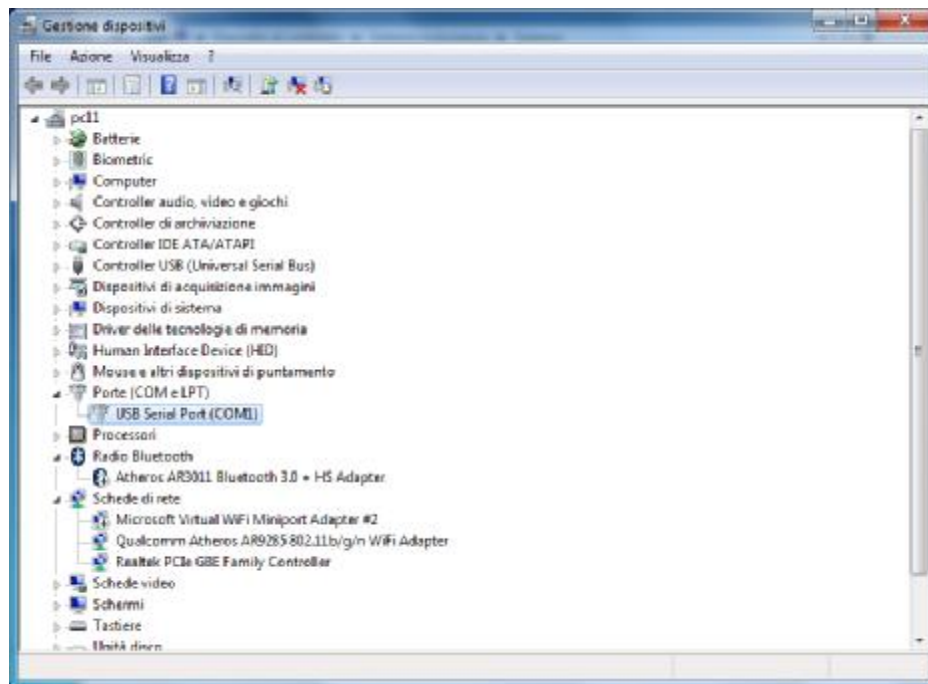 Gestione dispositivi
File Azione Visualizza ?
pc11
Batterie
Biometric
Computer
Controller audio, video e giochi
Controller di archiviazione
Controller IDE ATA/ATAPI
Controller USB (Universal Serial Bus)
Dispositivi di acquisizione immagini
Dispositivi di sistema
Driver delle tecnologie di memoria
Human Interface Device (HID)
Mouse e altri dispositivi di puntamento
Porte (COM e LPT)
USB Serial Port (COM1)
Processori
Radio Bluetooth
Atheros AR3011 Bluetooth 3.0 + HS Adapter
Schede di rete
Microsoft Virtual WiFi Miniport Adapter #2
Qualcomm Atheros AR9285 802.11b/g/n WiFi Adapter
Realtek PCIe GBE Family Controller
Schede video
Schermi
Tastiere
Unità disco